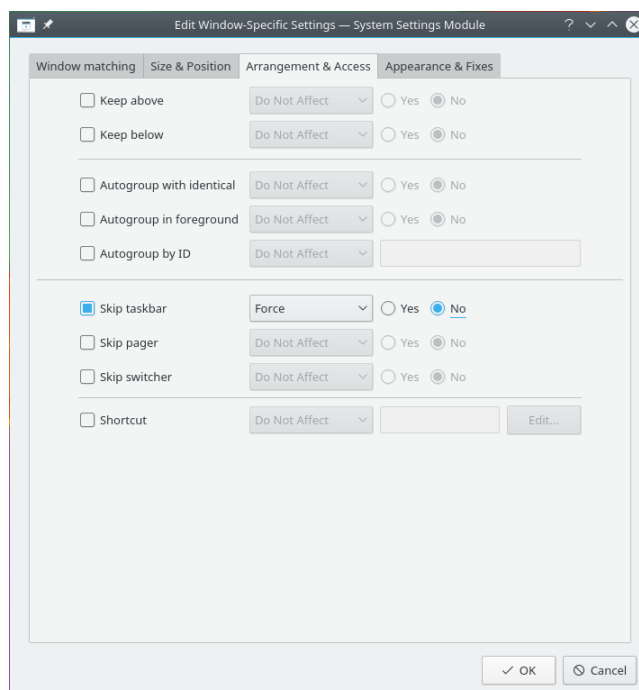 Edit Window-Specific Settings — System Settings Module
Window matching Size & Position Arrangement & Access Appearance & Fixes
Keep above Do Not Affect Yes No
Keep below Do Not Affect Yes No
Autogroup with identical Do Not Affect Yes No
Autogroup in foreground Do Not Affect Yes No
Autogroup by ID Do Not Affect
Skip taskbar Force Yes No
Skip pager Do Not Affect Yes No
Skip switcher Do Not Affect Yes No
Shortcut Do Not Affect Edit...
OK Cancel